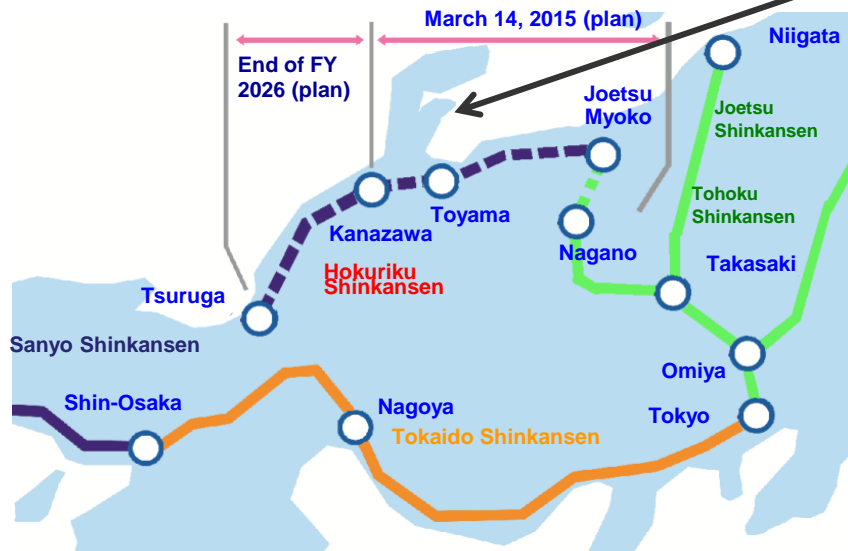 March 14, 2015 (plan)
End of FY
2026 (plan)
Niigata
Joetsu
Myoko
Joetsu
Shinkansen
Toyama
Tohoku
Shinkansen
Kanazawa
Nagano
Takasaki
Hokuriku
Shinkansen
Tsuruga
Sanyo Shinkansen
Omiya
Shin-Osaka
Nagoya
Tokyo
Tokaido Shinkansen